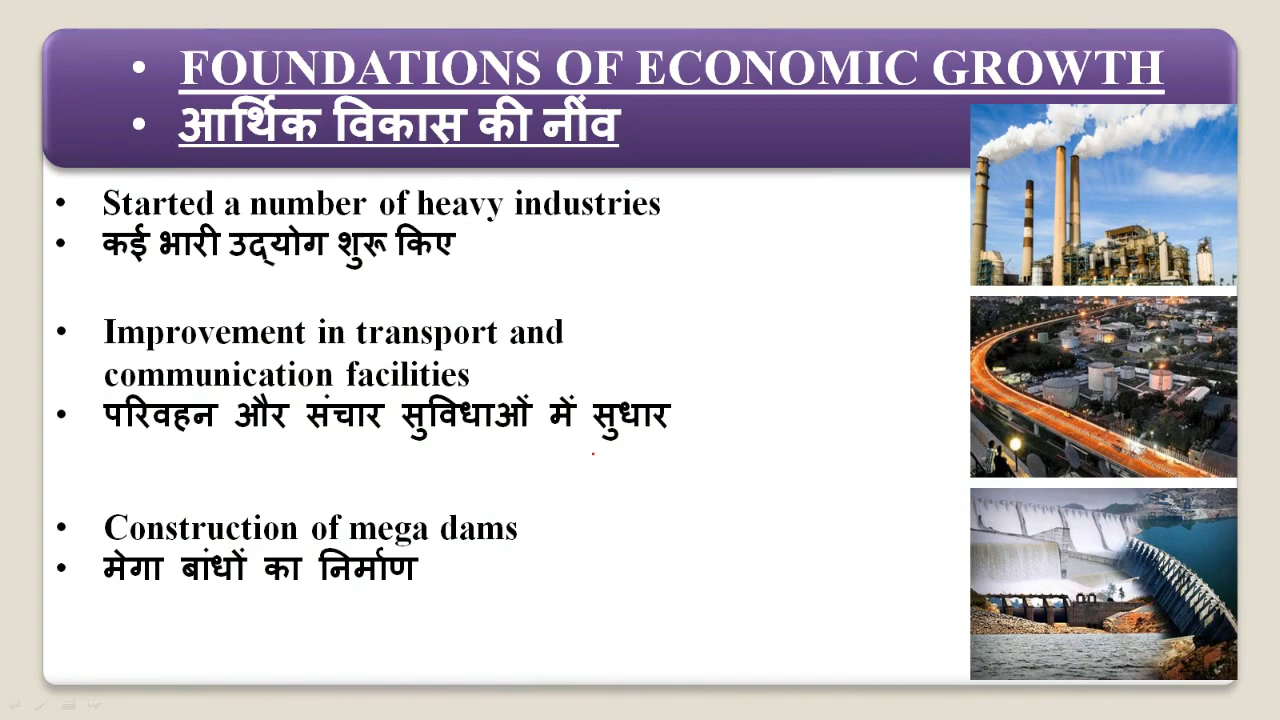 • FOUNDATIONS OF ECONOMIC GROWTH
• आर्थिक विकास की नींव
• Started a number of heavy industries
• कई भारी उद्योग शुरू किए
• Improvement in transport and
communication facilities
• परिवहन और संचार सुविधाओं में सुधार
• Construction of mega dams
• मेगा बांधों का निर्माण